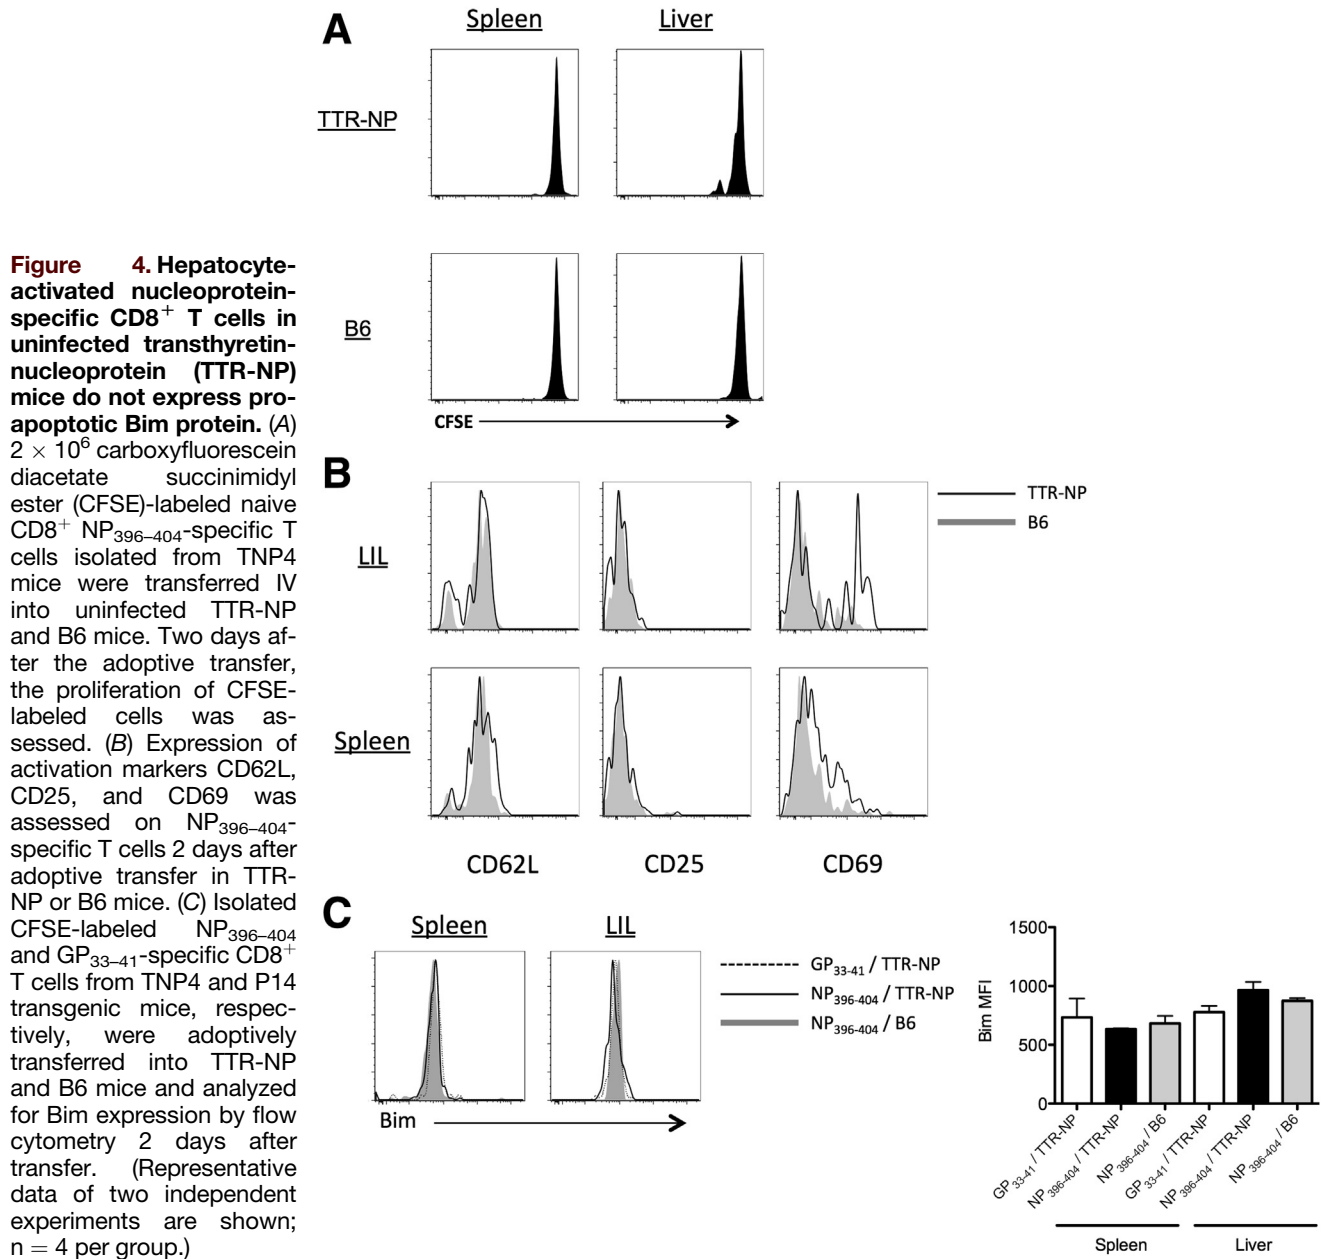 Figure 4. Hepatocyte-
activated nucleoprotein-
specific CD8+ T cells in
uninfected transthyretin-
nucleoprotein (TTR-NP)
mice do not express pro-
apoptotic Bim protein. (A)
2 × 10⁶ carboxyfluorescein
diacetate succinimidyl
ester (CFSE)-labeled naive
CD8+ NP396–404-specific T
cells isolated from TNP4
mice were transferred IV
into uninfected TTR-NP
and B6 mice. Two days af-
ter the adoptive transfer,
the proliferation of CFSE-
labeled cells was as-
sessed. (B) Expression of
activation markers CD62L,
CD25, and CD69 was
assessed on NP396–404-
specific T cells 2 days after
adoptive transfer in TTR-
NP or B6 mice. (C) Isolated
CFSE-labeled NP396–404
and GP33–41-specific CD8+
T cells from TNP4 and P14
transgenic mice, respec-
tively, were adoptively
transferred into TTR-NP
and B6 mice and analyzed
for Bim expression by flow
cytometry 2 days after
transfer. (Representative
data of two independent
experiments are shown;
n = 4 per group.)
A
Spleen Liver
TTR-NP
B6
CFSE
B
TTR-NP
B6
LIL
Spleen
CD62L CD25 CD69
C
Spleen LIL
GP33-41 / TTR-NP
NP396-404 / TTR-NP
NP396-404 / B6
Bim
Bim MFI
1500
1000
500
0
GP33-41 / TTR-NP
NP396-404 / TTR-NP
NP396-404 / B6
GP33-41 / TTR-NP
NP396-404 / TTR-NP
NP396-404 / B6
Spleen Liver